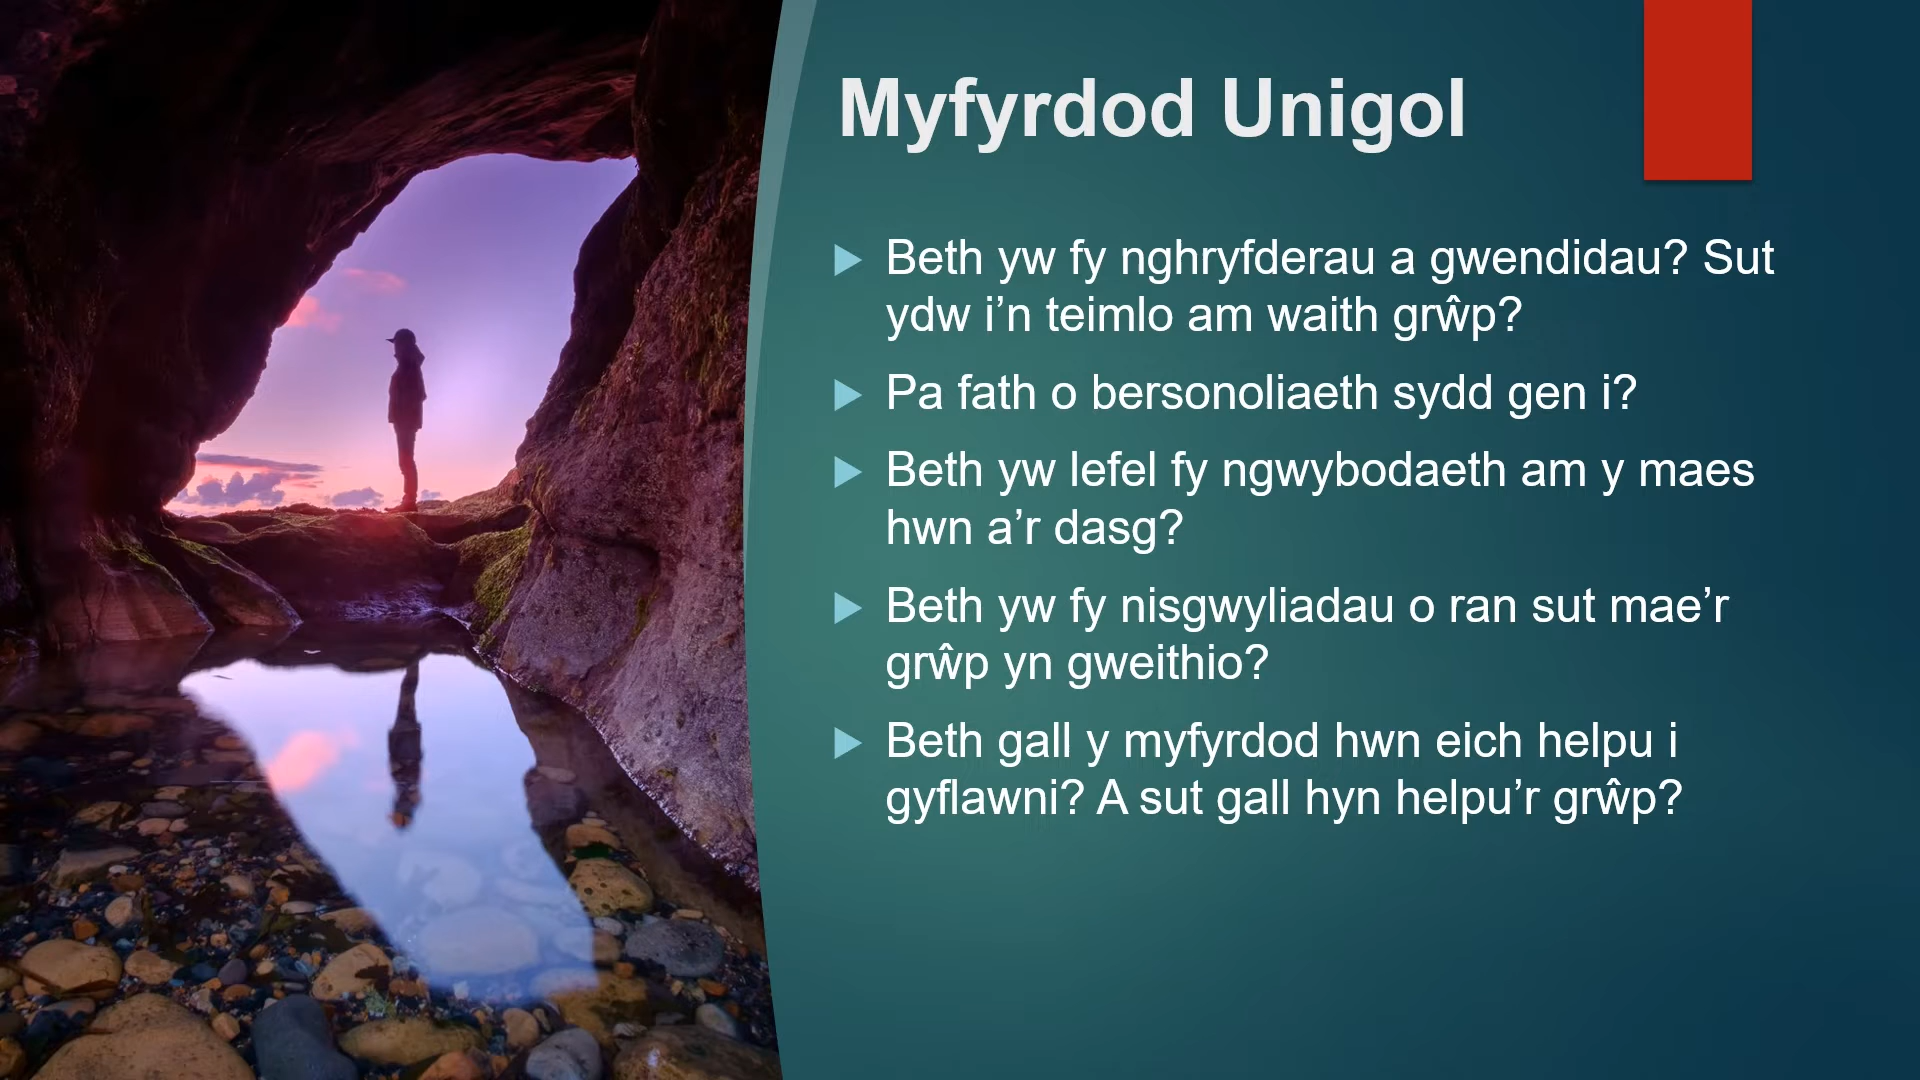 Myfyrdod Unigol
Beth yw fy nghryfderau a gwendidau? Sut
ydw i’n teimlo am waith grŵp?
Pa fath o bersonoliaeth sydd gen i?
Beth yw lefel fy ngwybodaeth am y maes
hwn a’r dasg?
Beth yw fy nisgwyliadau o ran sut mae’r
grŵp yn gweithio?
Beth gall y myfyrdod hwn eich helpu i
gyflawni? A sut gall hyn helpu’r grŵp?